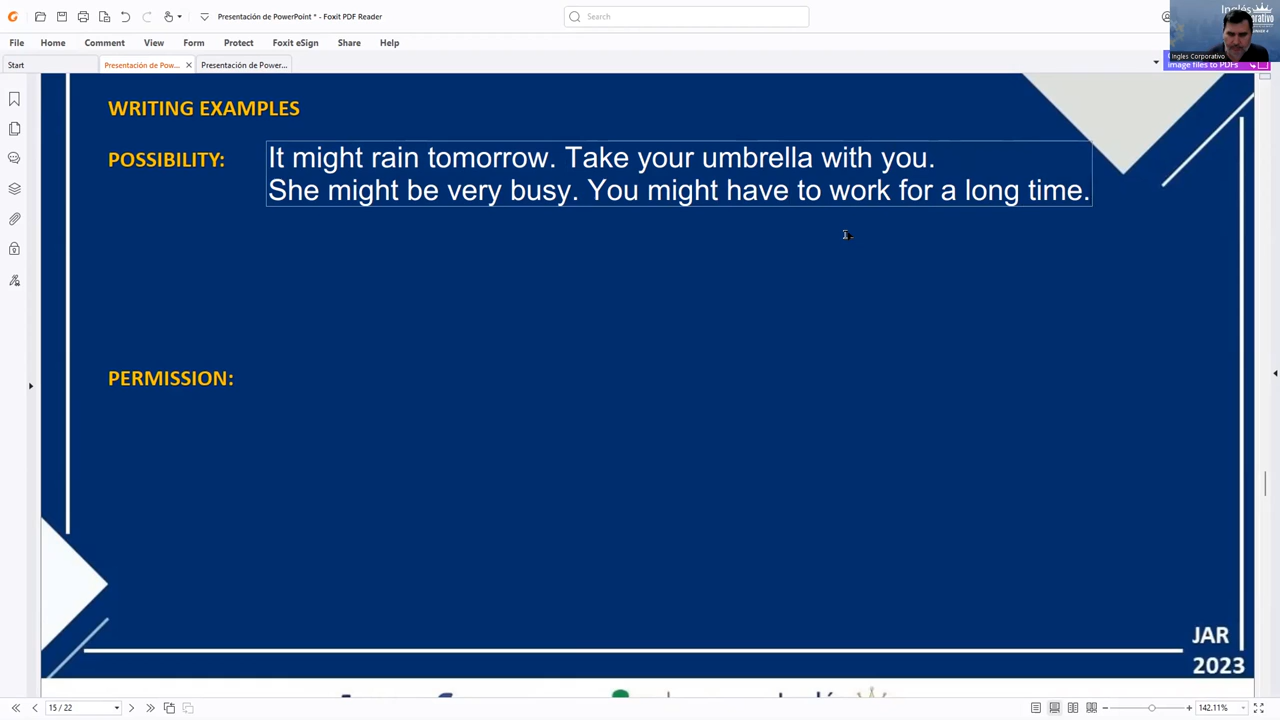 Presentación de PowerPoint * - Foxit PDF Reader
Search
Inglés
Corporativo
File Home Comment View Form Protect Foxit eSign Share Help
Ingles Corporativo
Image files to PDFs
Start
Presentación de Pow...
Presentación de Power...
WRITING EXAMPLES
POSSIBILITY: It might rain tomorrow. Take your umbrella with you.
She might be very busy. You might have to work for a long time.
PERMISSION:
JAR
2023
15 / 22
142.11%